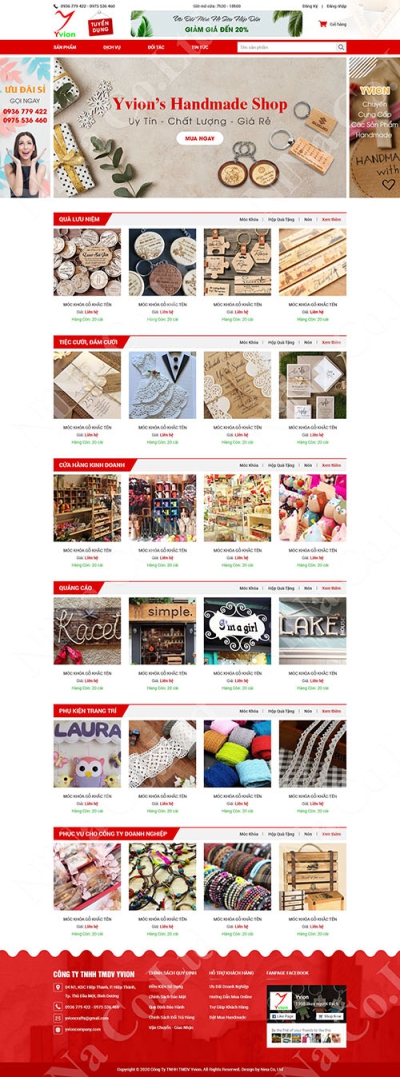 0936 779 422 - 0975 536 460
Giờ mở cửa: 7h30 - 18h00
Đăng Ký | Đăng nhập
Yvion
TUYỂN DỤNG
Ưu Đãi Hè Hè Siêu Hấp Dẫn
GIẢM GIÁ ĐẾN 20%
Giỏ hàng
SẢN PHẨM
DỊCH VỤ
ĐỐI TÁC
TIN TỨC
Tìm sản phẩm
ƯU ĐÃI SỈ
GỌI NGAY
0936 779 422
0975 536 460
Yvion's Handmade Shop
Uy Tín - Chất Lượng - Giá Rẻ
MUA NGAY
YVION
Chuyên
Cung Cấp
Các Sản Phẩm
Handmade
HANDMADE
with
QUÀ LƯU NIỆM
Móc Khóa | Hộp Quà Tặng | Nón | Xem thêm
MÓC KHÓA GỖ KHẮC TÊN
Giá: Liên hệ
Hàng Còn: 20 cái
MÓC KHÓA GỖ KHẮC TÊN
Giá: Liên hệ
Hàng Còn: 20 cái
MÓC KHÓA GỖ KHẮC TÊN
Giá: Liên hệ
Hàng Còn: 20 cái
MÓC KHÓA GỖ KHẮC TÊN
Giá: Liên hệ
Hàng Còn: 20 cái
TIỆC CƯỚI, ĐÁM CƯỚI
Móc Khóa | Hộp Quà Tặng | Nón | Xem thêm
MÓC KHÓA GỖ KHẮC TÊN
Giá: Liên hệ
Hàng Còn: 20 cái
MÓC KHÓA GỖ KHẮC TÊN
Giá: Liên hệ
Hàng Còn: 20 cái
MÓC KHÓA GỖ KHẮC TÊN
Giá: Liên hệ
Hàng Còn: 20 cái
MÓC KHÓA GỖ KHẮC TÊN
Giá: Liên hệ
Hàng Còn: 20 cái
CỬA HÀNG KINH DOANH
Móc Khóa | Hộp Quà Tặng | Nón | Xem thêm
MÓC KHÓA GỖ KHẮC TÊN
Giá: Liên hệ
Hàng Còn: 20 cái
MÓC KHÓA GỖ KHẮC TÊN
Giá: Liên hệ
Hàng Còn: 20 cái
MÓC KHÓA GỖ KHẮC TÊN
Giá: Liên hệ
Hàng Còn: 20 cái
MÓC KHÓA GỖ KHẮC TÊN
Giá: Liên hệ
Hàng Còn: 20 cái
QUẢNG CÁO
Móc Khóa | Hộp Quà Tặng | Nón | Xem thêm
Kacel
simple.
I'm a girl
LAKE
MÓC KHÓA GỖ KHẮC TÊN
Giá: Liên hệ
Hàng Còn: 20 cái
MÓC KHÓA GỖ KHẮC TÊN
Giá: Liên hệ
Hàng Còn: 20 cái
MÓC KHÓA GỖ KHẮC TÊN
Giá: Liên hệ
Hàng Còn: 20 cái
MÓC KHÓA GỖ KHẮC TÊN
Giá: Liên hệ
Hàng Còn: 20 cái
PHỤ KIỆN TRANG TRÍ
Móc Khóa | Hộp Quà Tặng | Nón | Xem thêm
LAURA
MÓC KHÓA GỖ KHẮC TÊN
Giá: Liên hệ
Hàng Còn: 20 cái
MÓC KHÓA GỖ KHẮC TÊN
Giá: Liên hệ
Hàng Còn: 20 cái
MÓC KHÓA GỖ KHẮC TÊN
Giá: Liên hệ
Hàng Còn: 20 cái
MÓC KHÓA GỖ KHẮC TÊN
Giá: Liên hệ
Hàng Còn: 20 cái
PHỤC VỤ CHO CÔNG TY DOANH NGHIỆP
Móc Khóa | Hộp Quà Tặng | Nón | Xem thêm
MÓC KHÓA GỖ KHẮC TÊN
Giá: Liên hệ
Hàng Còn: 20 cái
MÓC KHÓA GỖ KHẮC TÊN
Giá: Liên hệ
Hàng Còn: 20 cái
MÓC KHÓA GỖ KHẮC TÊN
Giá: Liên hệ
Hàng Còn: 20 cái
MÓC KHÓA GỖ KHẮC TÊN
Giá: Liên hệ
Hàng Còn: 20 cái
CÔNG TY TNHH TMDV YVION
Tp. Thủ Dầu Một, Bình Dương
0936 779 422 - 0975 536 460
yvioncrafts@gmail.com
yvioncompany.com
CHÍNH SÁCH QUY ĐỊNH
Điều Kiện Sử Dụng
Chính Sách Bảo Mật
Quy Định Bảo Hành
Chính Sách Đổi Trả Hàng
Vận Chuyển - Giao Nhận
HỖ TRỢ KHÁCH HÀNG
Ưu Đãi Doanh Nghiệp
Hướng Dẫn Mua Online
Đặt Mua Handmade
FANPAGE FACEBOOK
Yvion
Like Page
Shop Now
Be the first of your friends to like this
Copyright © 2020 Công Ty TNHH TMDV Yvion. All Rights Reserved. Design by Nina Co.,Ltd